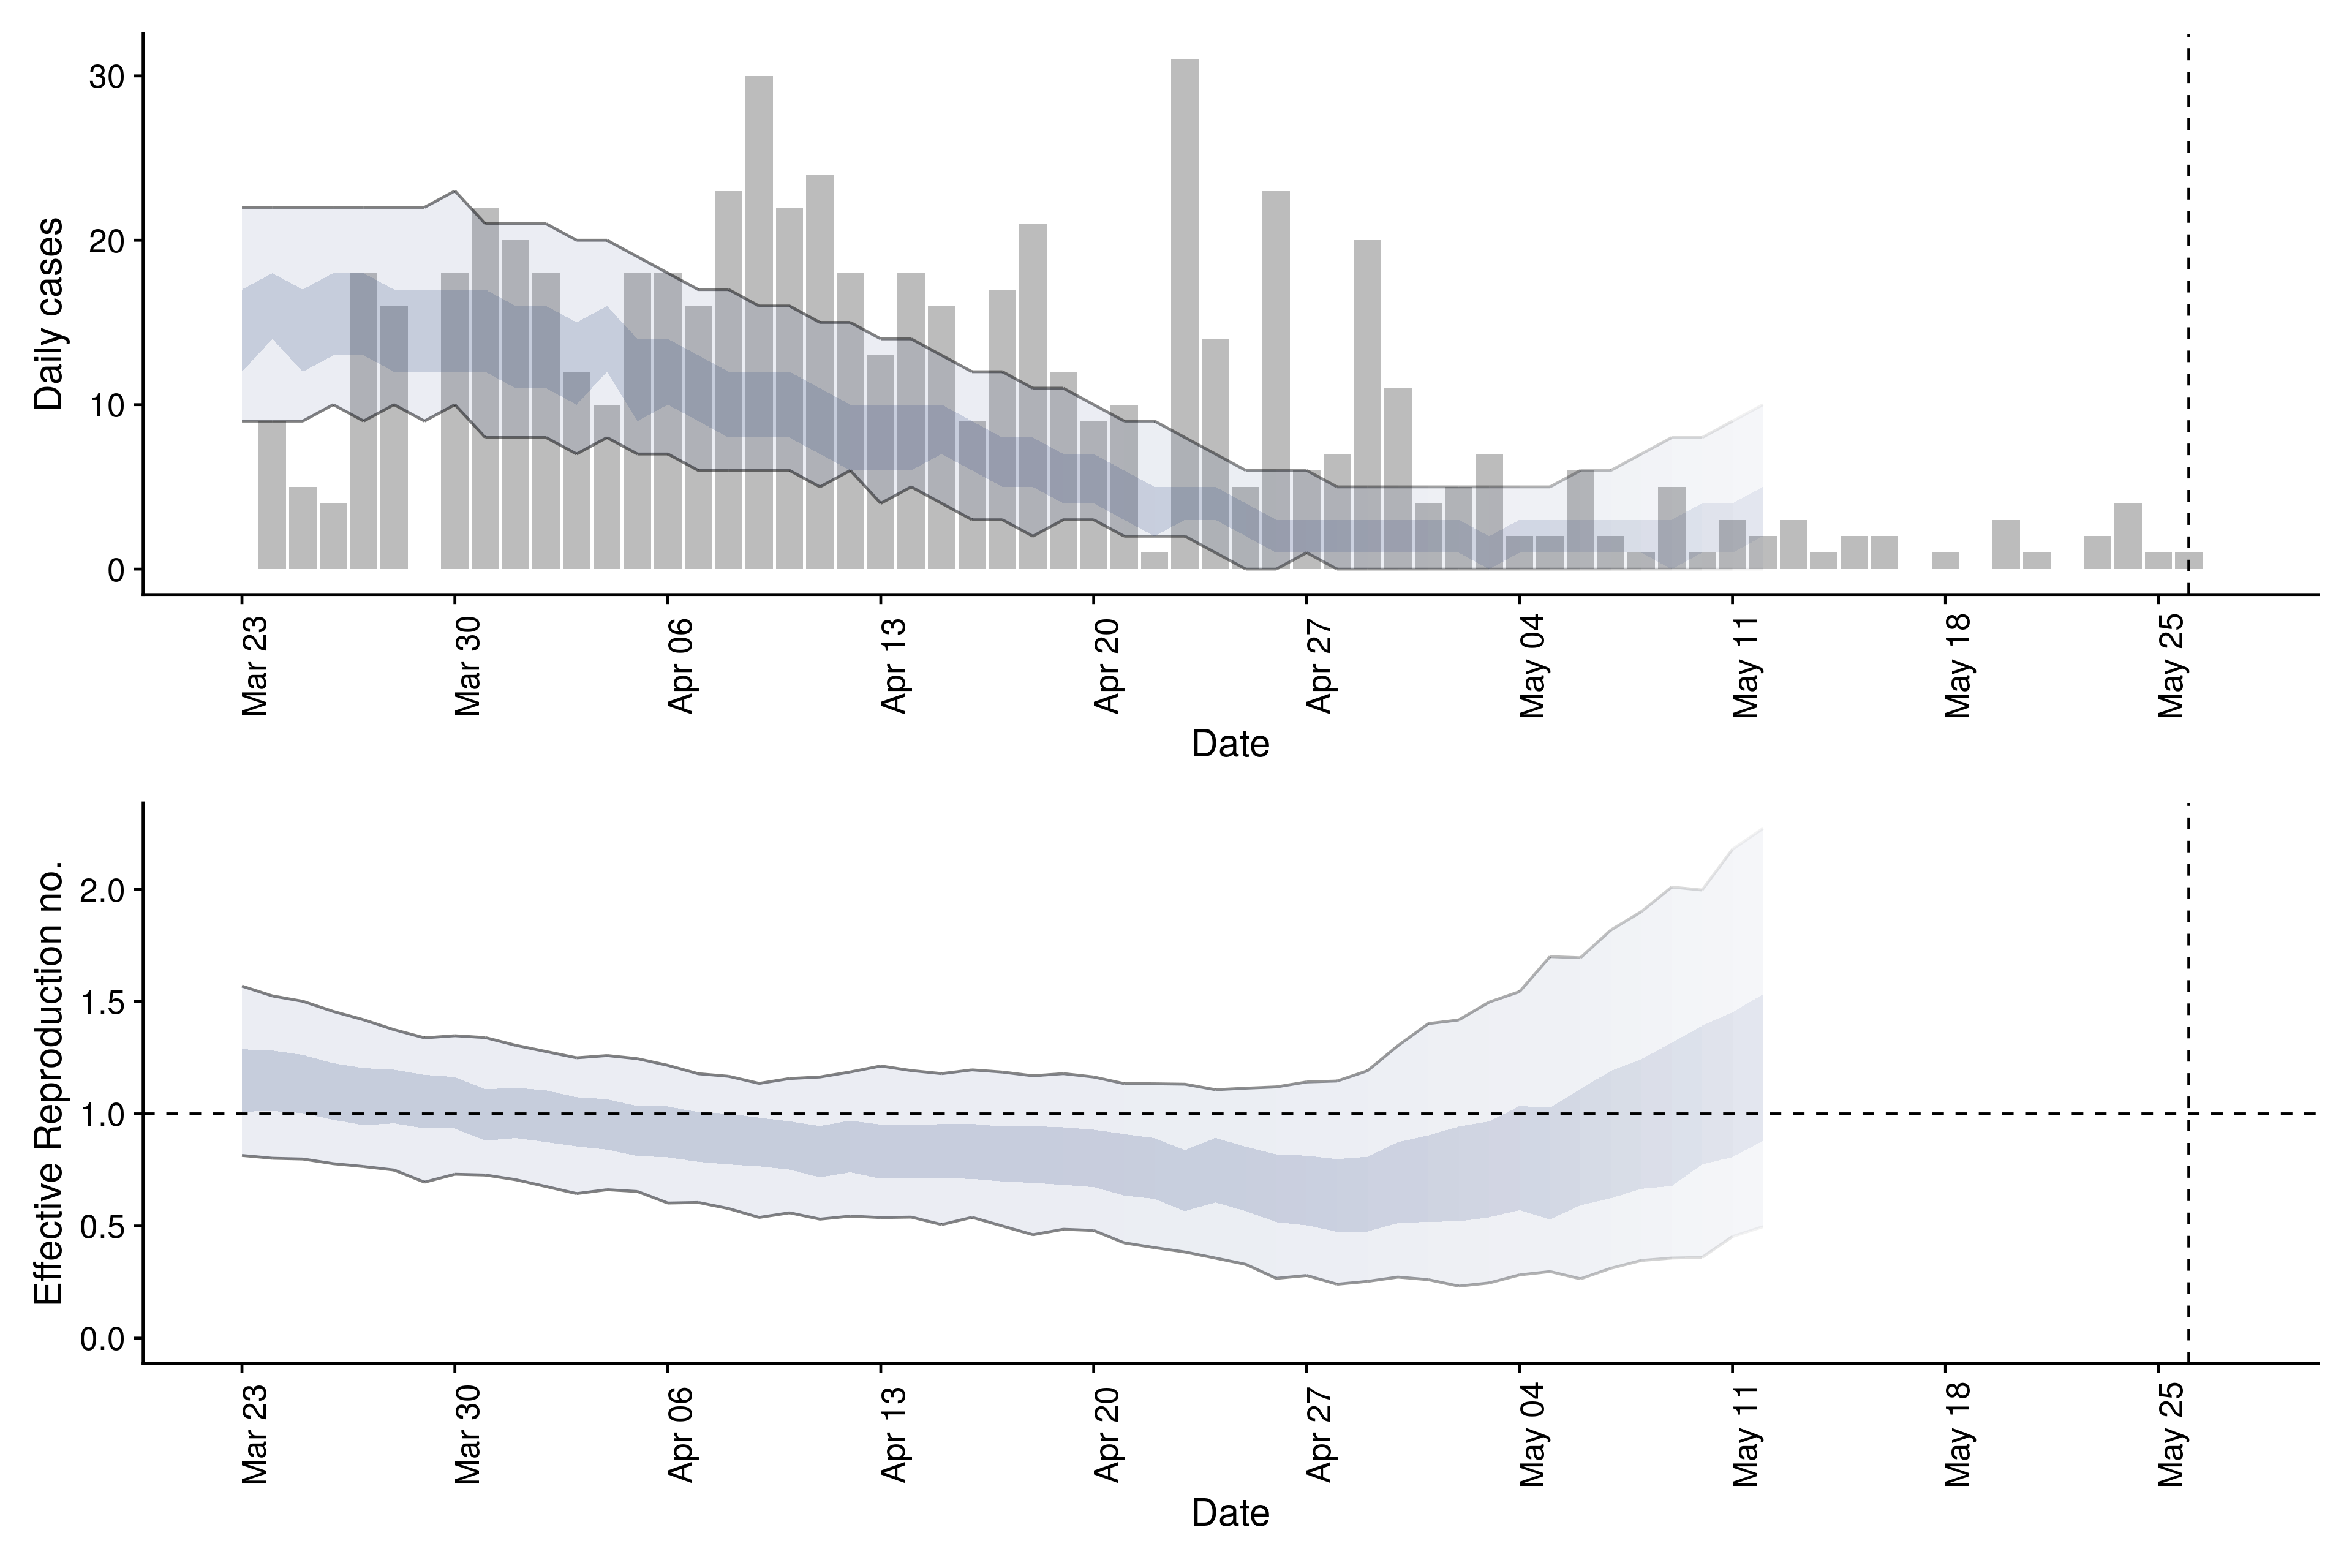 30
20
10
0
Daily cases
Mar 23
Mar 30
Apr 06
Apr 13
Apr 20
Apr 27
May 04
May 11
May 18
May 25
Date
2.0
1.5
1.0
0.5
0.0
Effective Reproduction no.
Mar 23
Mar 30
Apr 06
Apr 13
Apr 20
Apr 27
May 04
May 11
May 18
May 25
Date